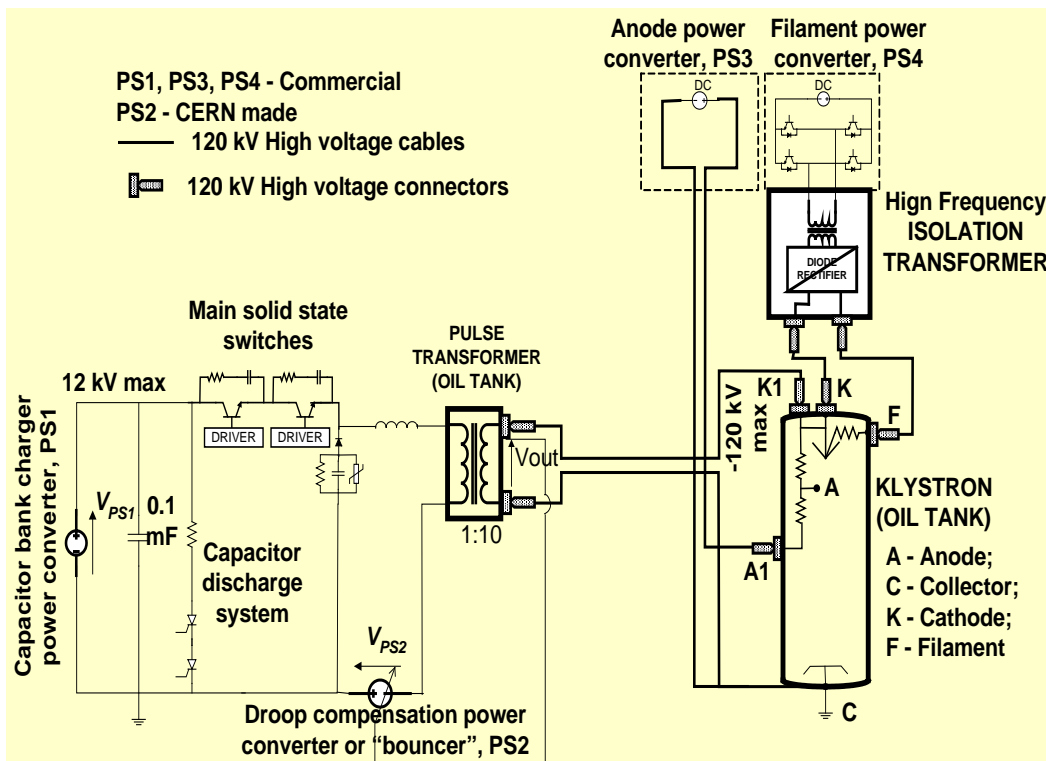 Anode power
converter, PS3
Filament power
converter, PS4
PS1, PS3, PS4 - Commercial
PS2 - CERN made
120 kV High voltage cables
120 kV High voltage connectors
DC
DC
Hign Frequency
ISOLATION
TRANSFORMER
DIODE
RECTIFIER
Main solid state
switches
PULSE
TRANSFORMER
(OIL TANK)
12 kV max
DRIVER
DRIVER
K1
K
F
-120 kV
max
Vout
Capacitor bank charger
power converter, PS1
VPS1
0.1
mF
Capacitor
discharge
system
1:10
A
A1
KLYSTRON
(OIL TANK)
A - Anode;
C - Collector;
K - Cathode;
F - Filament
VPS2
Droop compensation power
converter or “bouncer”, PS2
C